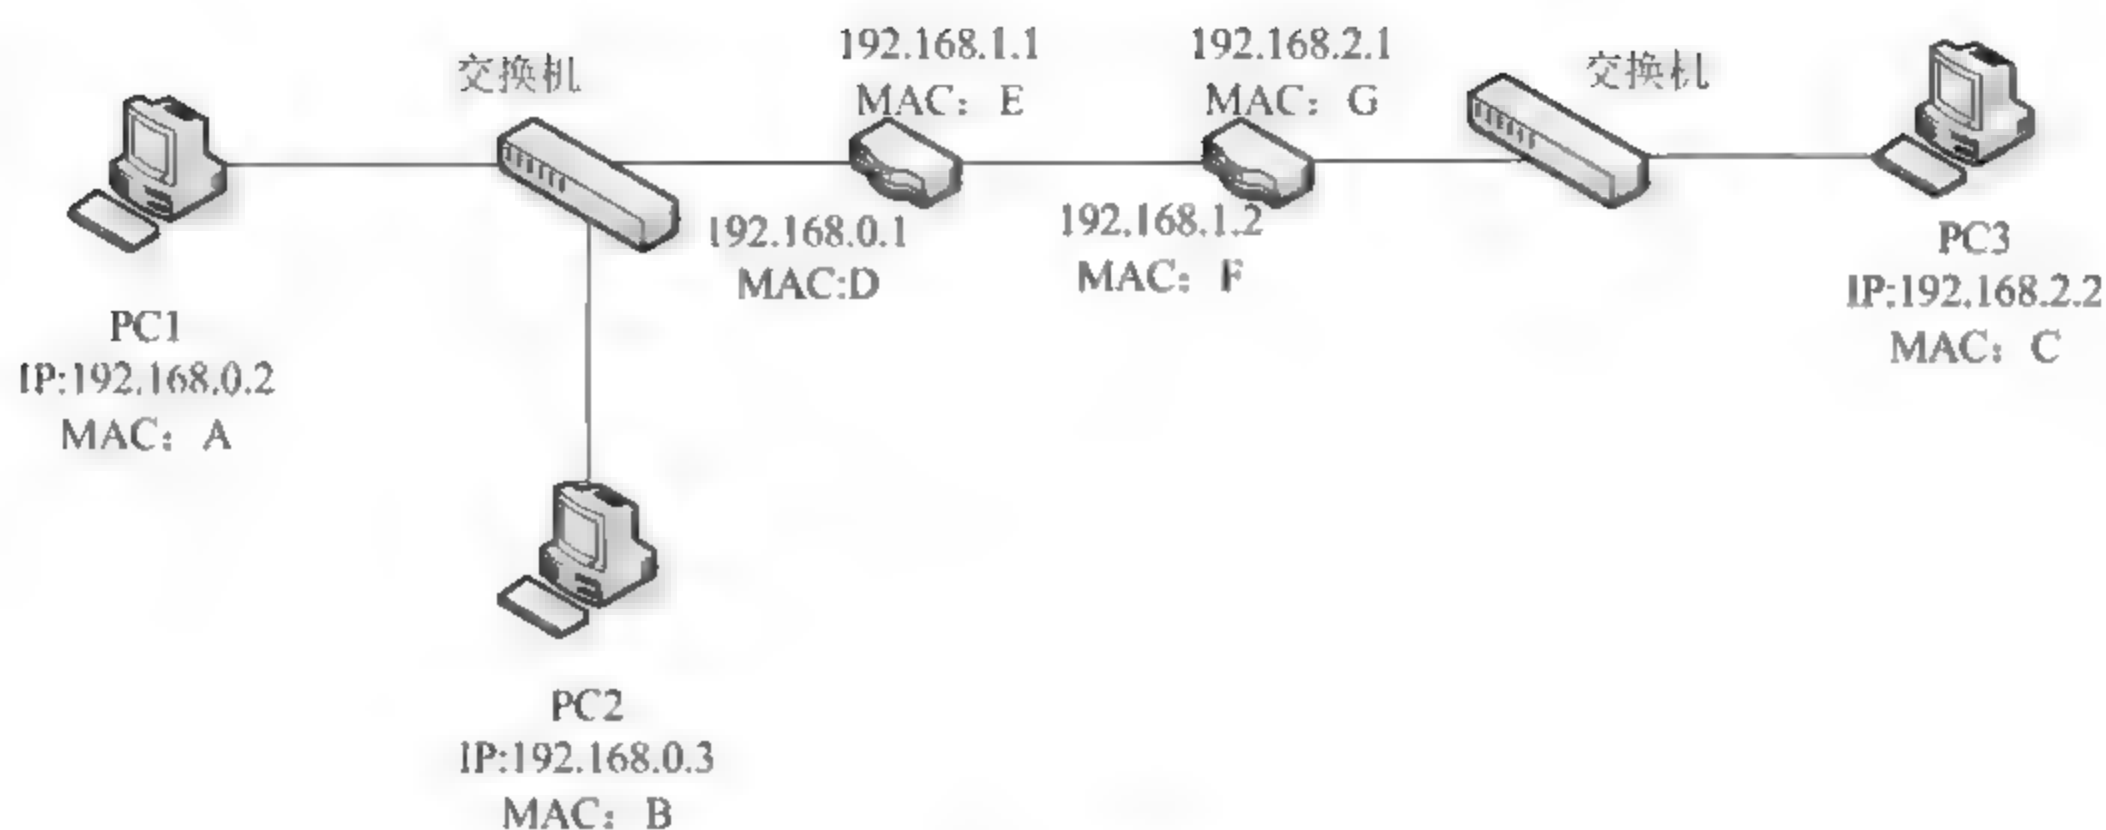 交换机
192.168.1.1
MAC：E
192.168.2.1
MAC：G
交换机
192.168.0.1
MAC:D
192.168.1.2
MAC：F
PC1
IP:192.168.0.2
MAC：A
PC3
IP:192.168.2.2
MAC：C
PC2
IP:192.168.0.3
MAC：B